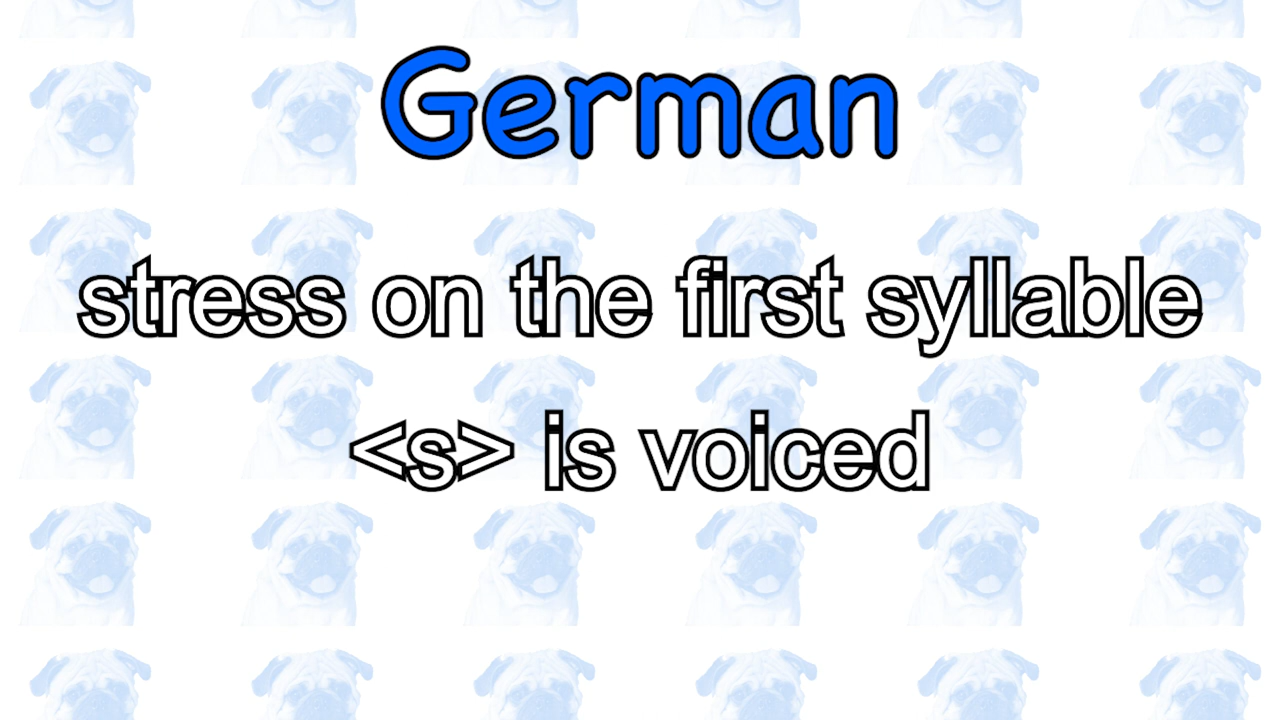 German
stress on the first syllable
<s> is voiced